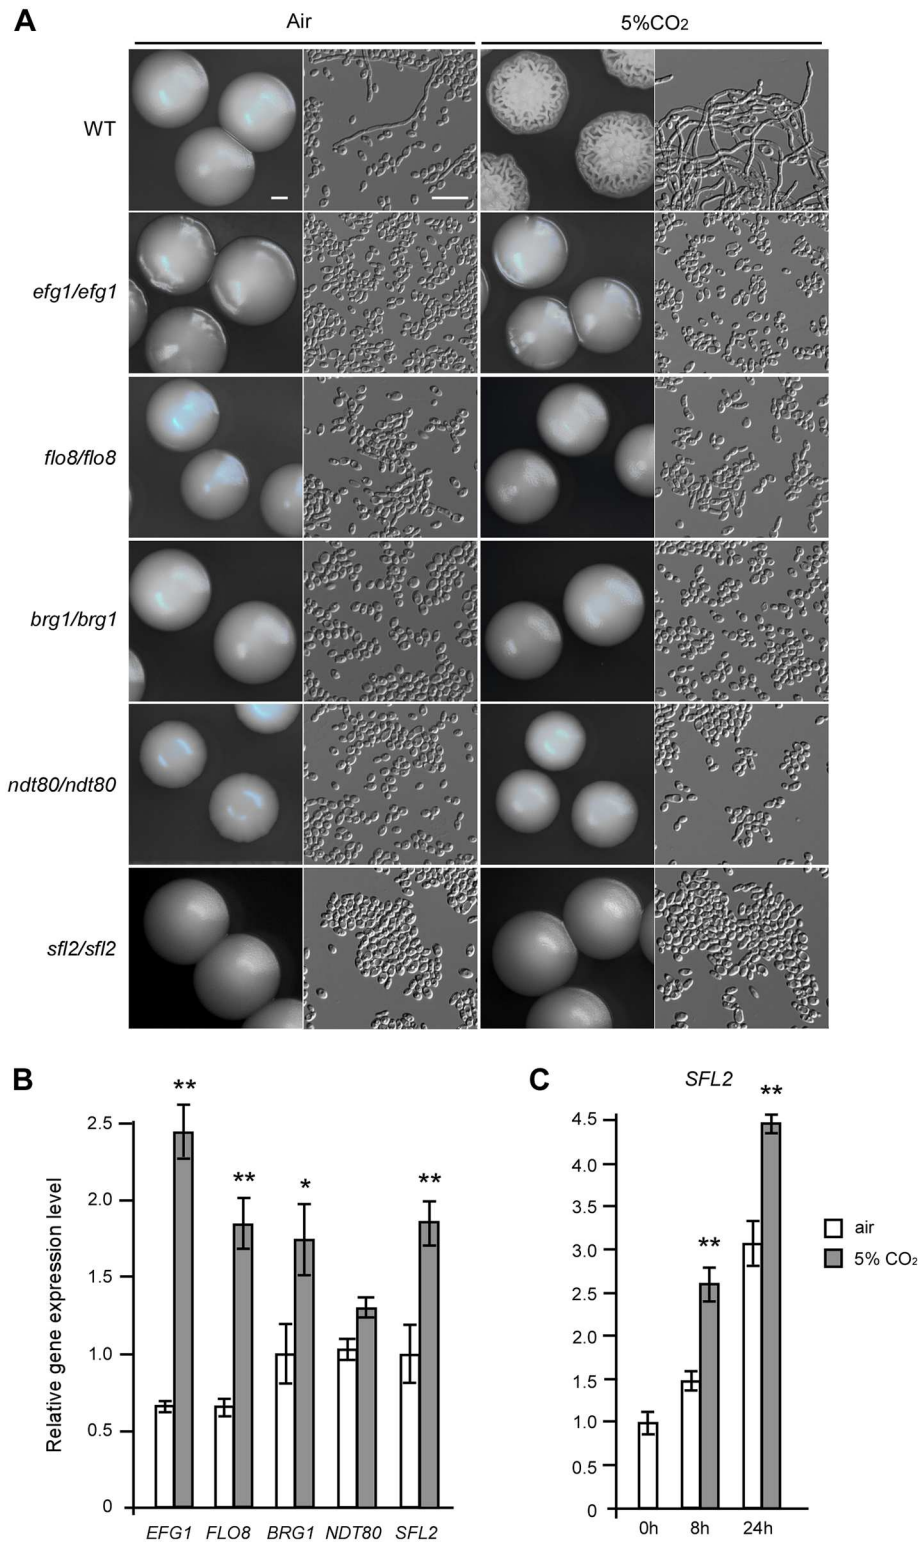 A
Air
5%CO2
WT
efg1/efg1
flo8/flo8
brg1/brg1
ndt80/ndt80
sfl2/sfl2
B
Relative gene expression level
2.5
2.0
1.5
1.0
0.5
0
**
**
*
**
EFG1 FLO8 BRG1 NDT80 SFL2
C
SFL2
4.5
4.0
3.5
3.0
2.5
2.0
1.5
1.0
0.5
0
**
**
0h 8h 24h
air
5% CO2